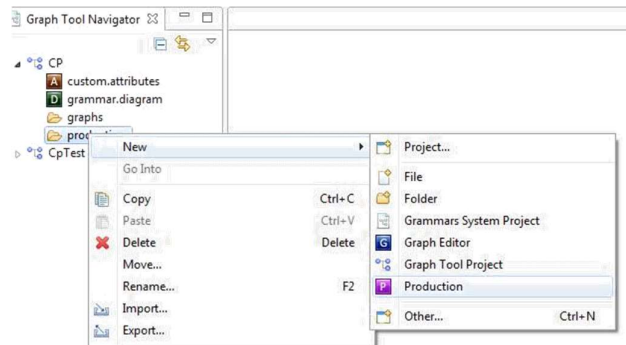 Graph Tool Navigator
CP
A custom.attributes
D grammar.diagram
graphs
CpTest
New
Go Into
Copy Ctrl+C
Paste Ctrl+V
Delete Delete
Move...
Rename... F2
Import...
Export...
Project...
File
Folder
Grammars System Project
G Graph Editor
Graph Tool Project
P Production
Other... Ctrl+N